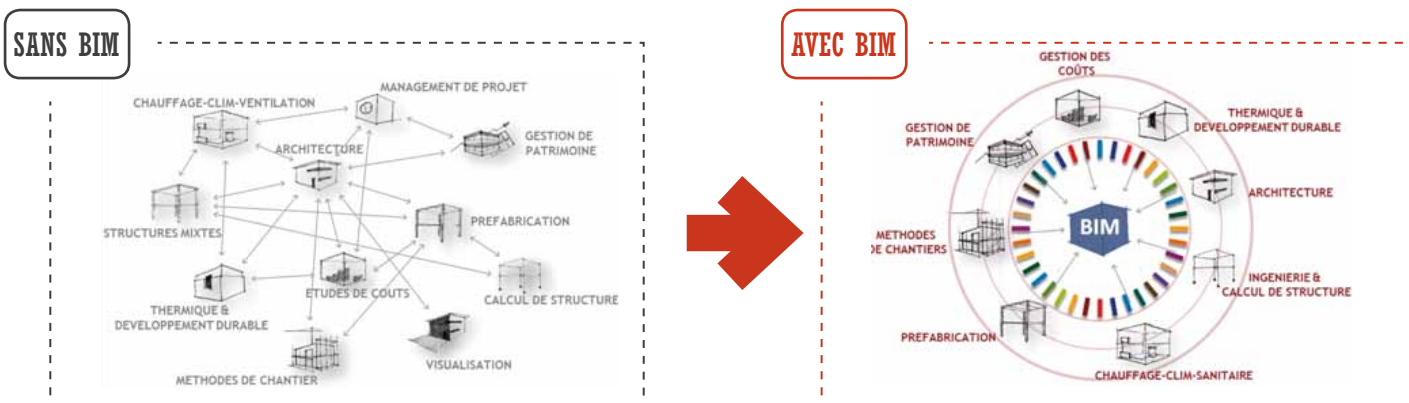 SANS BIM
CHAUFFAGE-CLIM-VENTILATION
MANAGEMENT DE PROJET
ARCHITECTURE
GESTION DE
PATRIMOINE
STRUCTURES MIXTES
PREFABRICATION
ETUDES DE COUTS
CALCUL DE STRUCTURE
THERMIQUE &
DEVELOPPEMENT DURABLE
VISUALISATION
METHODES DE CHANTIER
AVEC BIM
GESTION DES
COÛTS
THERMIQUE &
DEVELOPPEMENT DURABLE
GESTION DE
PATRIMOINE
ARCHITECTURE
BIM
METHODES
DE CHANTIERS
INGENIERIE &
CALCUL DE STRUCTURE
PREFABRICATION
CHAUFFAGE-CLIM-SANITAIRE